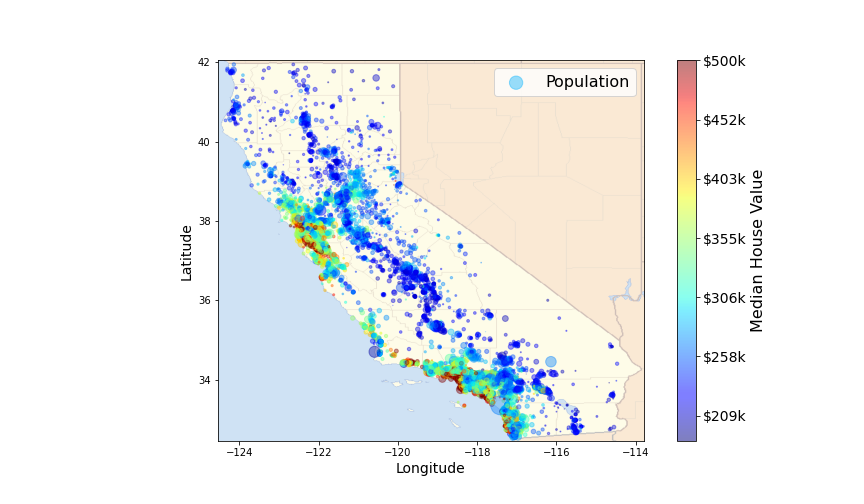 42
40
38
36
34
−124
−122
−120
−118
−116
−114
Longitude
Latitude
Population
$500k
$452k
$403k
$355k
$306k
$258k
$209k
Median House Value